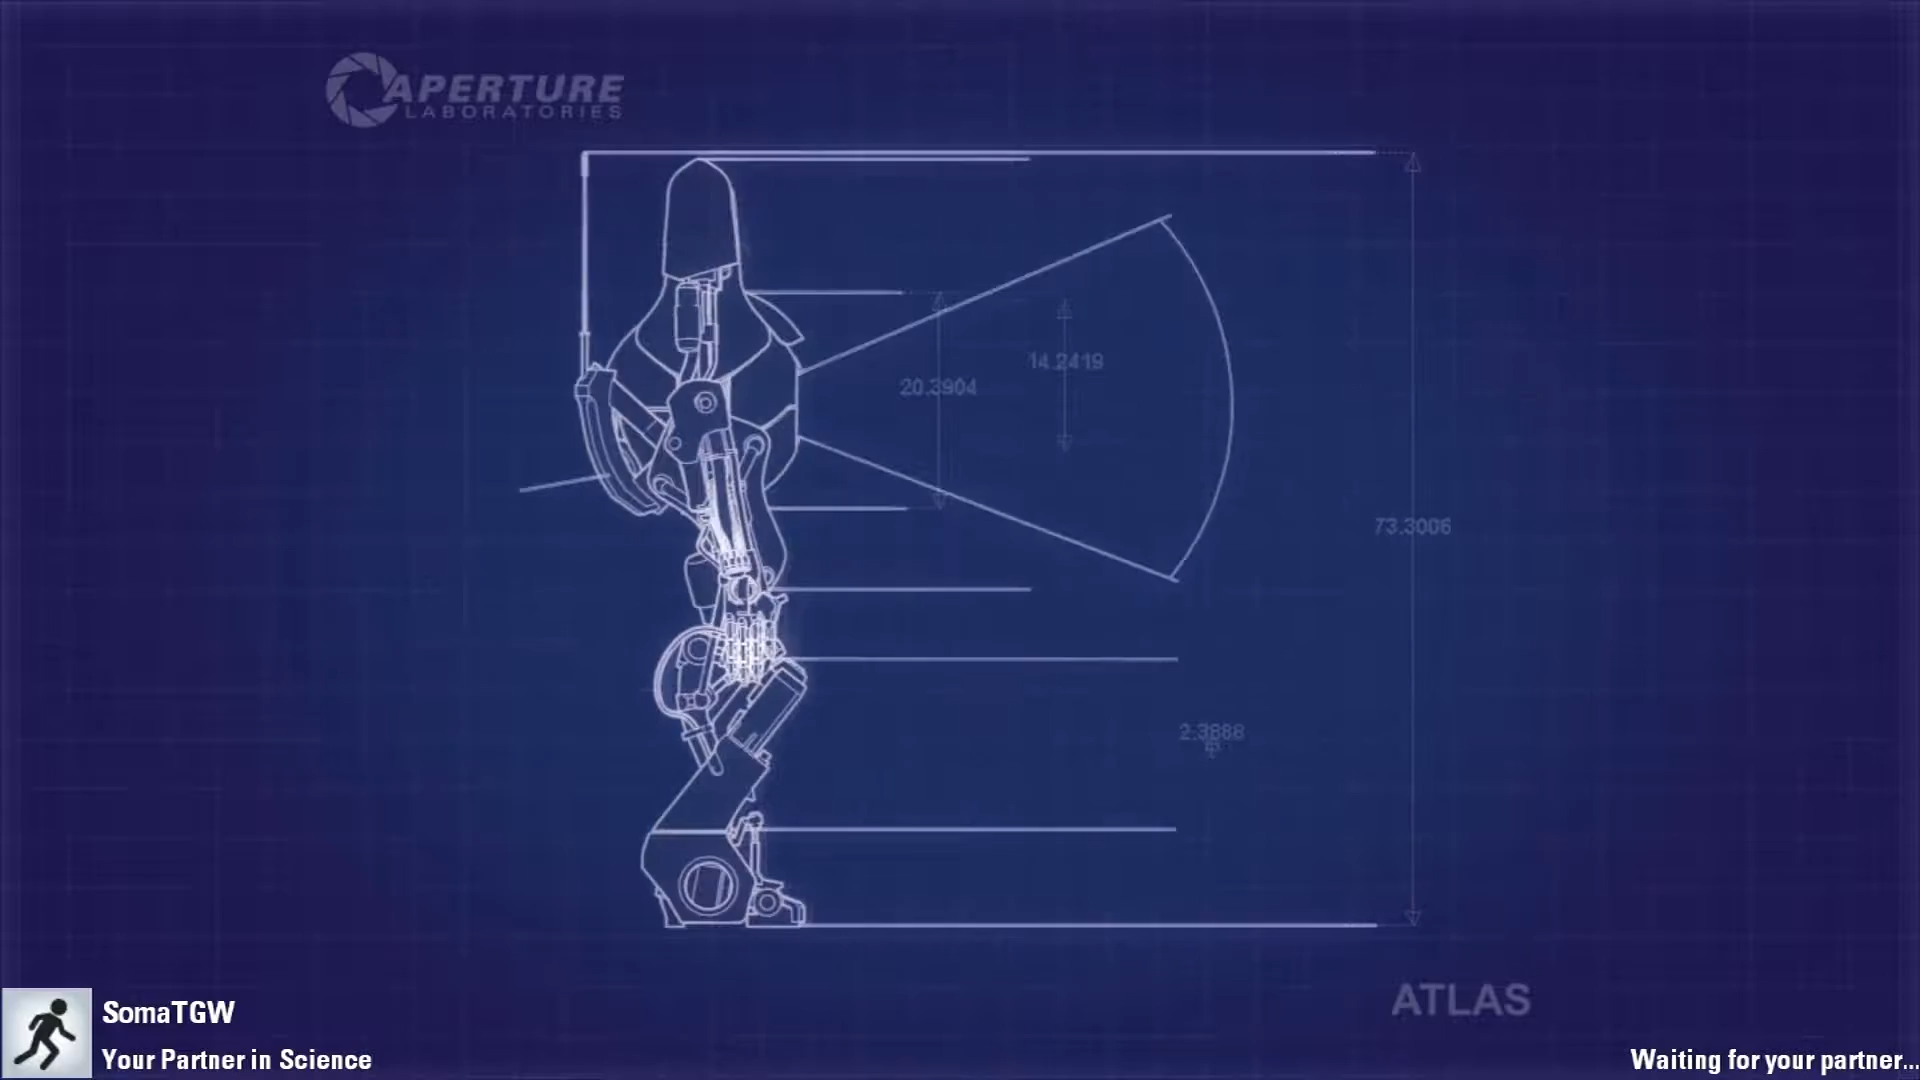 APERTURE
LABORATORIES
14.2419
20.3904
73.3006
2.3888
ATLAS
SomaTGW
Your Partner in Science
Waiting for your partner...